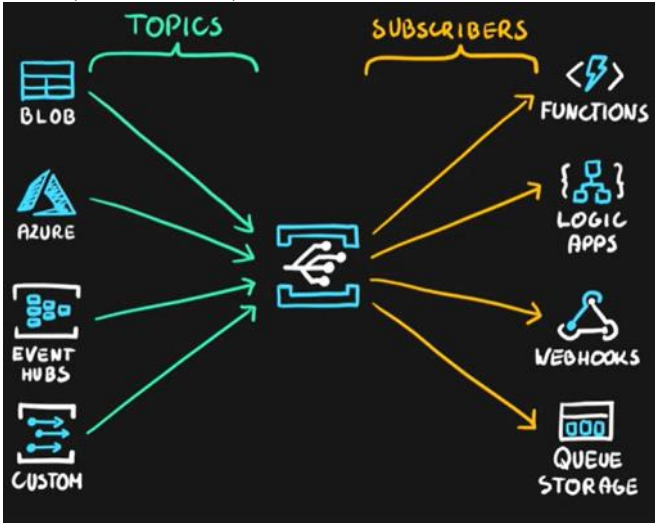 TOPICS
SUBSCRIBERS
BLOB
FUNCTIONS
AZURE
LOGIC
APPS
EVENT
HUBS
WEBHOOKS
CUSTOM
QUEUE
STORAGE